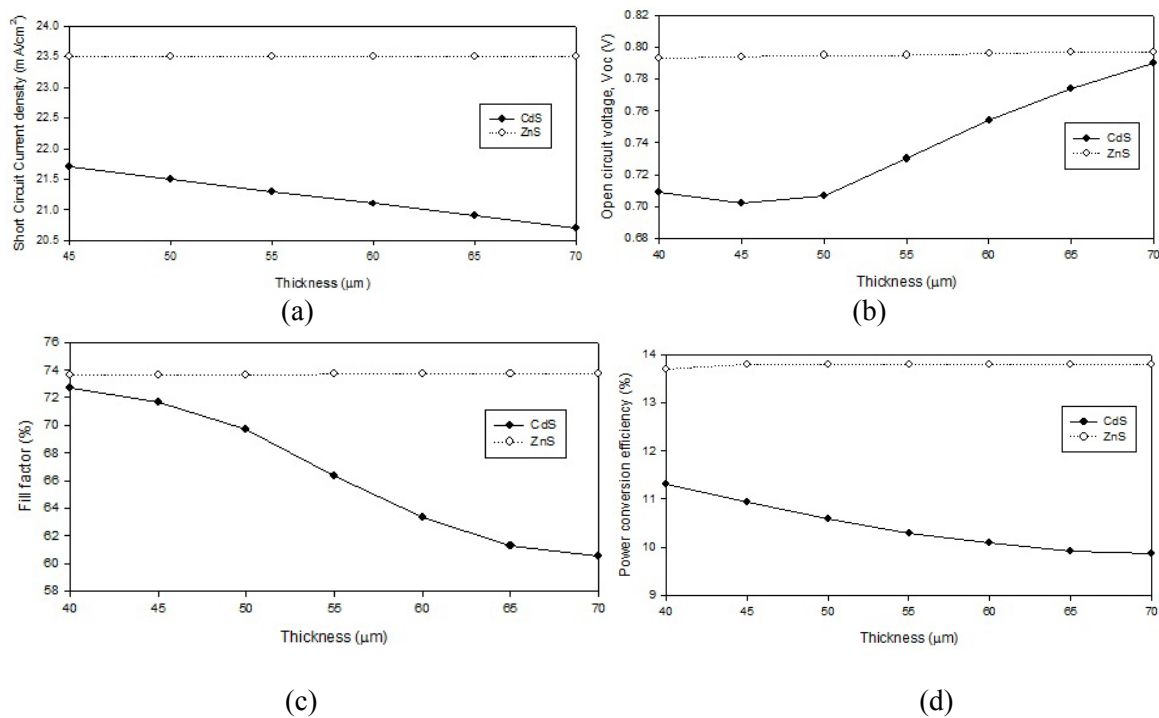 Short Circuit Current density (mA/cm²)
24.0
23.5
23.0
22.5
22.0
21.5
21.0
20.5
45 50 55 60 65 70
Thickness (μm)
CdS
ZnS
(a)
Open circuit voltage, Voc (V)
0.82
0.80
0.78
0.76
0.74
0.72
0.70
0.68
40 45 50 55 60 65 70
Thickness (μm)
CdS
ZnS
(b)
Fill factor (%)
76
74
72
70
68
66
64
62
60
58
40 45 50 55 60 65 70
Thickness (μm)
CdS
ZnS
(c)
Power conversion efficiency (%)
14
13
12
11
10
9
40 45 50 55 60 65 70
Thickness (μm)
CdS
ZnS
(d)